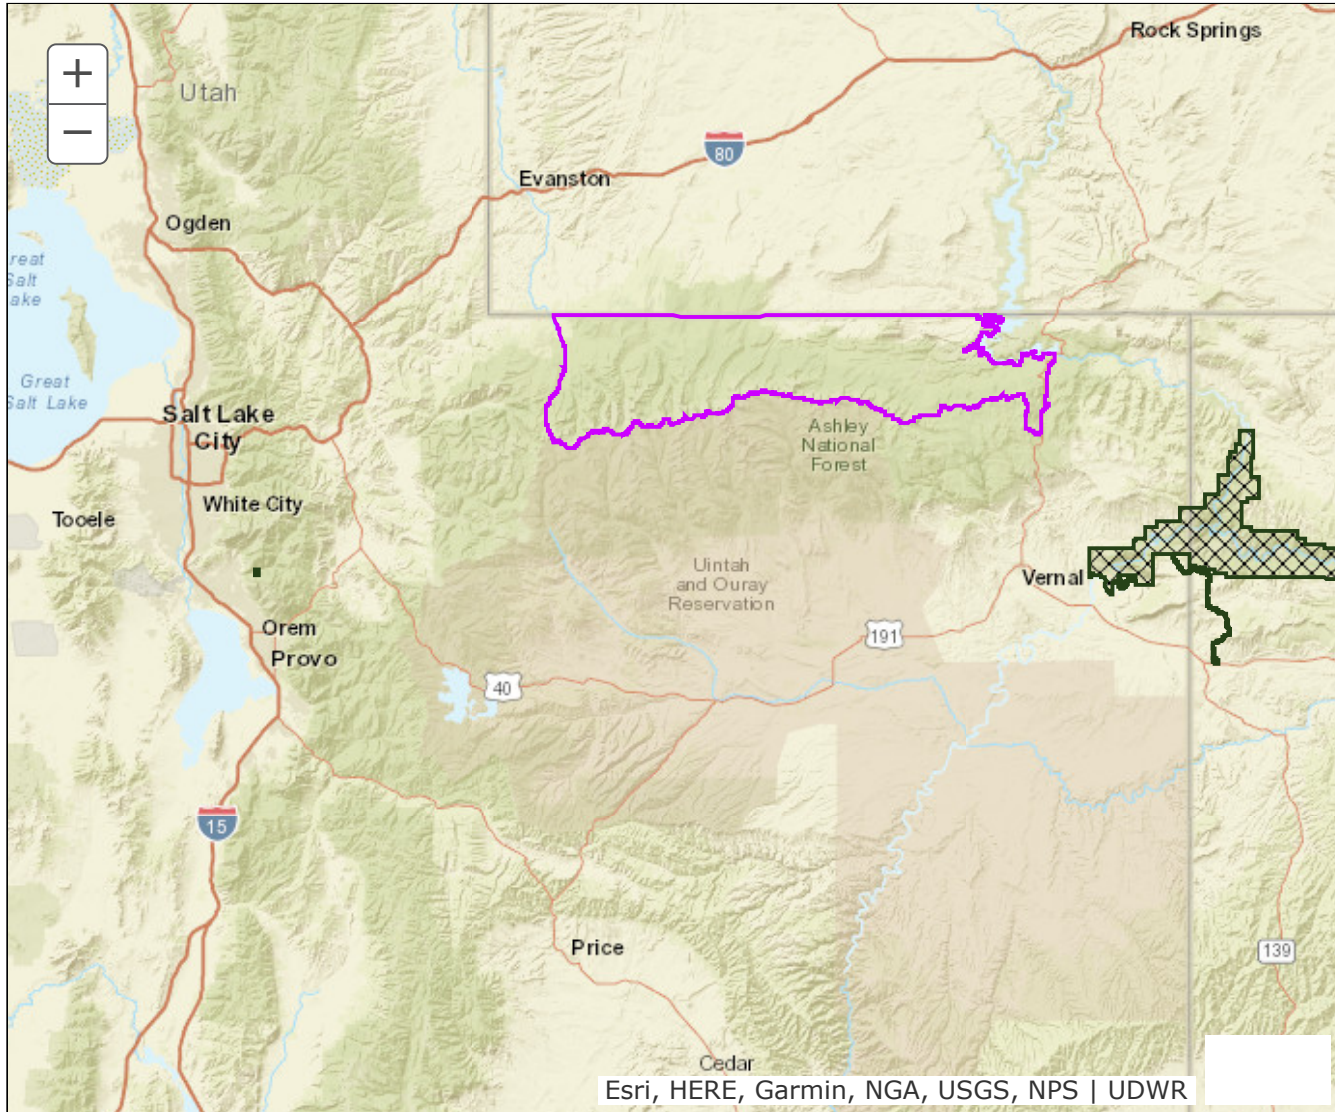 +
−
Rock Springs
Utah
80
Evanston
Ogden
reat
Salt
ake
Great
Salt Lake
Salt Lake
City
Ashley
National
Forest
White City
Tooele
Uintah
and Ouray
Reservation
Vernal
Orem
Provo
191
40
15
Price
139
Cedar
Esri, HERE, Garmin, NGA, USGS, NPS | UDWR